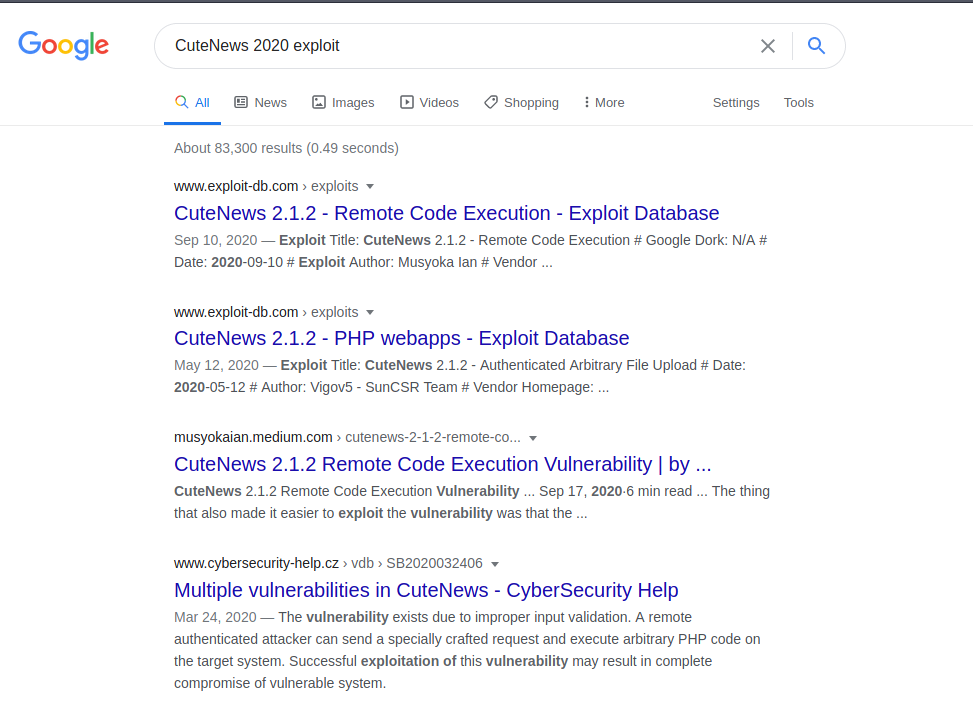 Google
CuteNews 2020 exploit
All News Images Videos Shopping More Settings Tools
About 83,300 results (0.49 seconds)
www.exploit-db.com › exploits
CuteNews 2.1.2 - Remote Code Execution - Exploit Database
Sep 10, 2020 — Exploit Title: CuteNews 2.1.2 - Remote Code Execution # Google Dork: N/A #
Date: 2020-09-10 # Exploit Author: Musyoka Ian # Vendor ...
www.exploit-db.com › exploits
CuteNews 2.1.2 - PHP webapps - Exploit Database
May 12, 2020 — Exploit Title: CuteNews 2.1.2 - Authenticated Arbitrary File Upload # Date:
2020-05-12 # Author: Vigov5 - SunCSR Team # Vendor Homepage: ...
musyokaian.medium.com › cutenews-2-1-2-remote-co...
CuteNews 2.1.2 Remote Code Execution Vulnerability | by ...
CuteNews 2.1.2 Remote Code Execution Vulnerability ... Sep 17, 2020·6 min read ... The thing
that also made it easier to exploit the vulnerability was that the ...
www.cybersecurity-help.cz › vdb › SB2020032406
Multiple vulnerabilities in CuteNews - CyberSecurity Help
Mar 24, 2020 — The vulnerability exists due to improper input validation. A remote
authenticated attacker can send a specially crafted request and execute arbitrary PHP code on
the target system. Successful exploitation of this vulnerability may result in complete
compromise of vulnerable system.